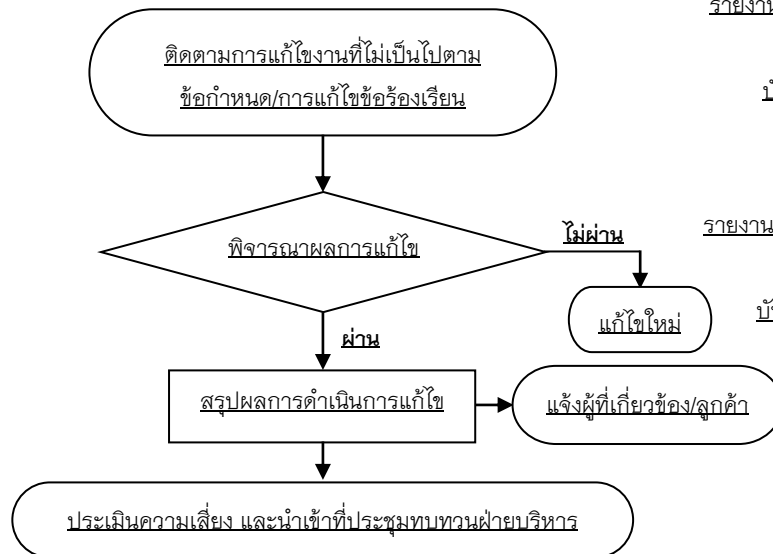 รายงาน
ติดตามการแก้ไขงานที่ไม่เป็นไปตาม
ข้อกำหนด/การแก้ไขข้อร้องเรียน
พิจารณาผลการแก้ไข
ไม่ผ่าน
รายงาน
แก้ไขใหม่
ผ่าน
สรุปผลการดำเนินการแก้ไข
แจ้งผู้ที่เกี่ยวข้อง/ลูกค้า
ประเมินความเสี่ยง และนำเข้าที่ประชุมทบทวนฝ่ายบริหาร